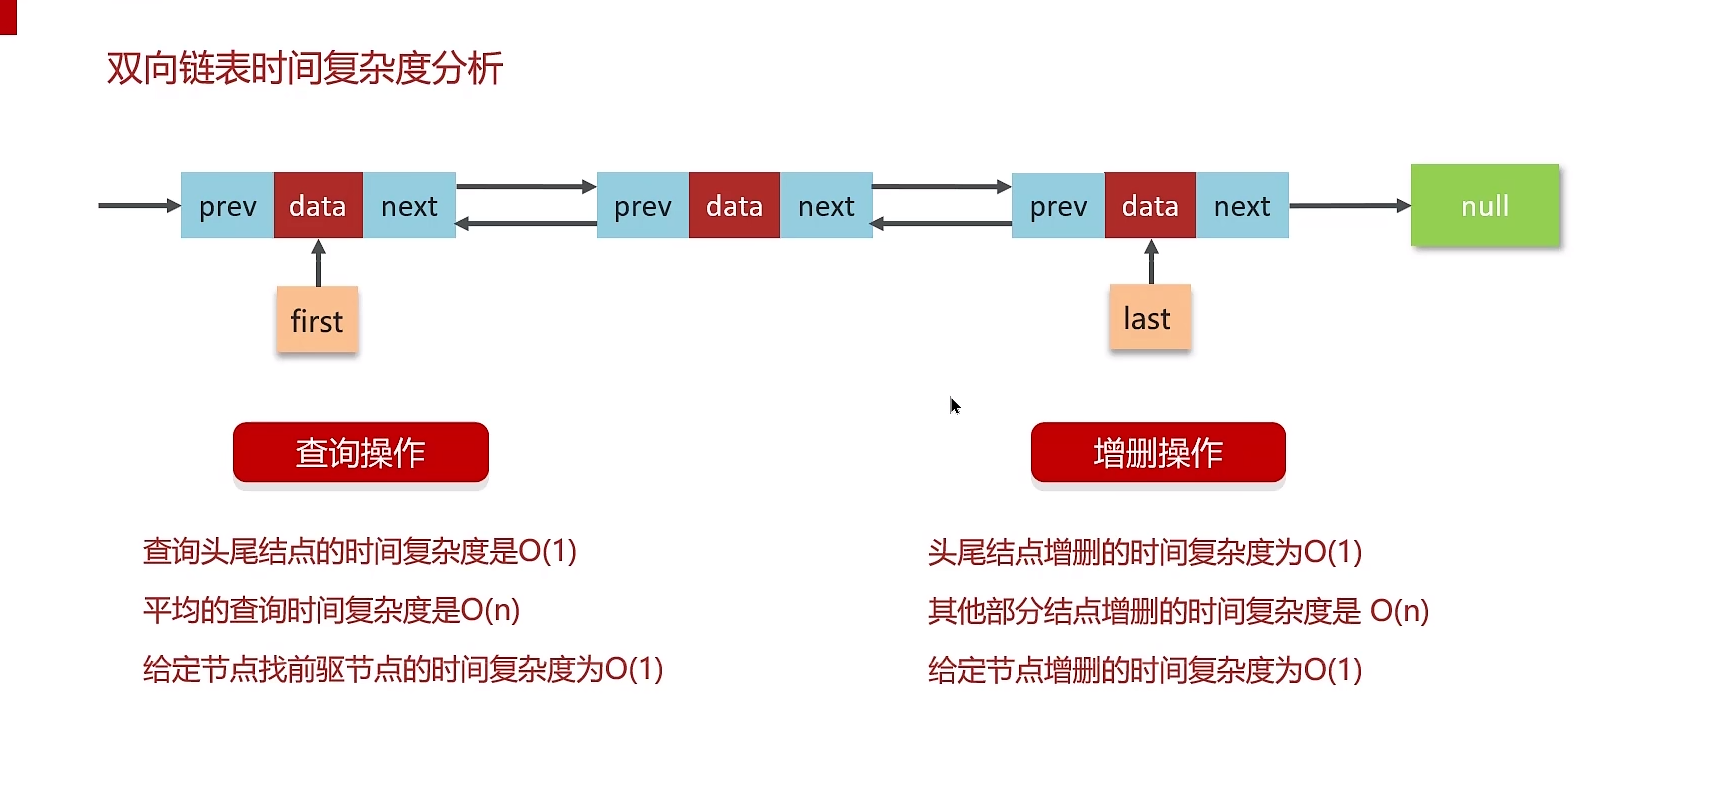 双向链表时间复杂度分析
prev data next prev data next prev data next null
first last
查询操作
查询头尾结点的时间复杂度是O(1)
平均的查询时间复杂度是O(n)
给定节点找前驱节点的时间复杂度为O(1)
增删操作
头尾结点增删的时间复杂度为O(1)
其他部分结点增删的时间复杂度是 O(n)
给定节点增删的时间复杂度为O(1)